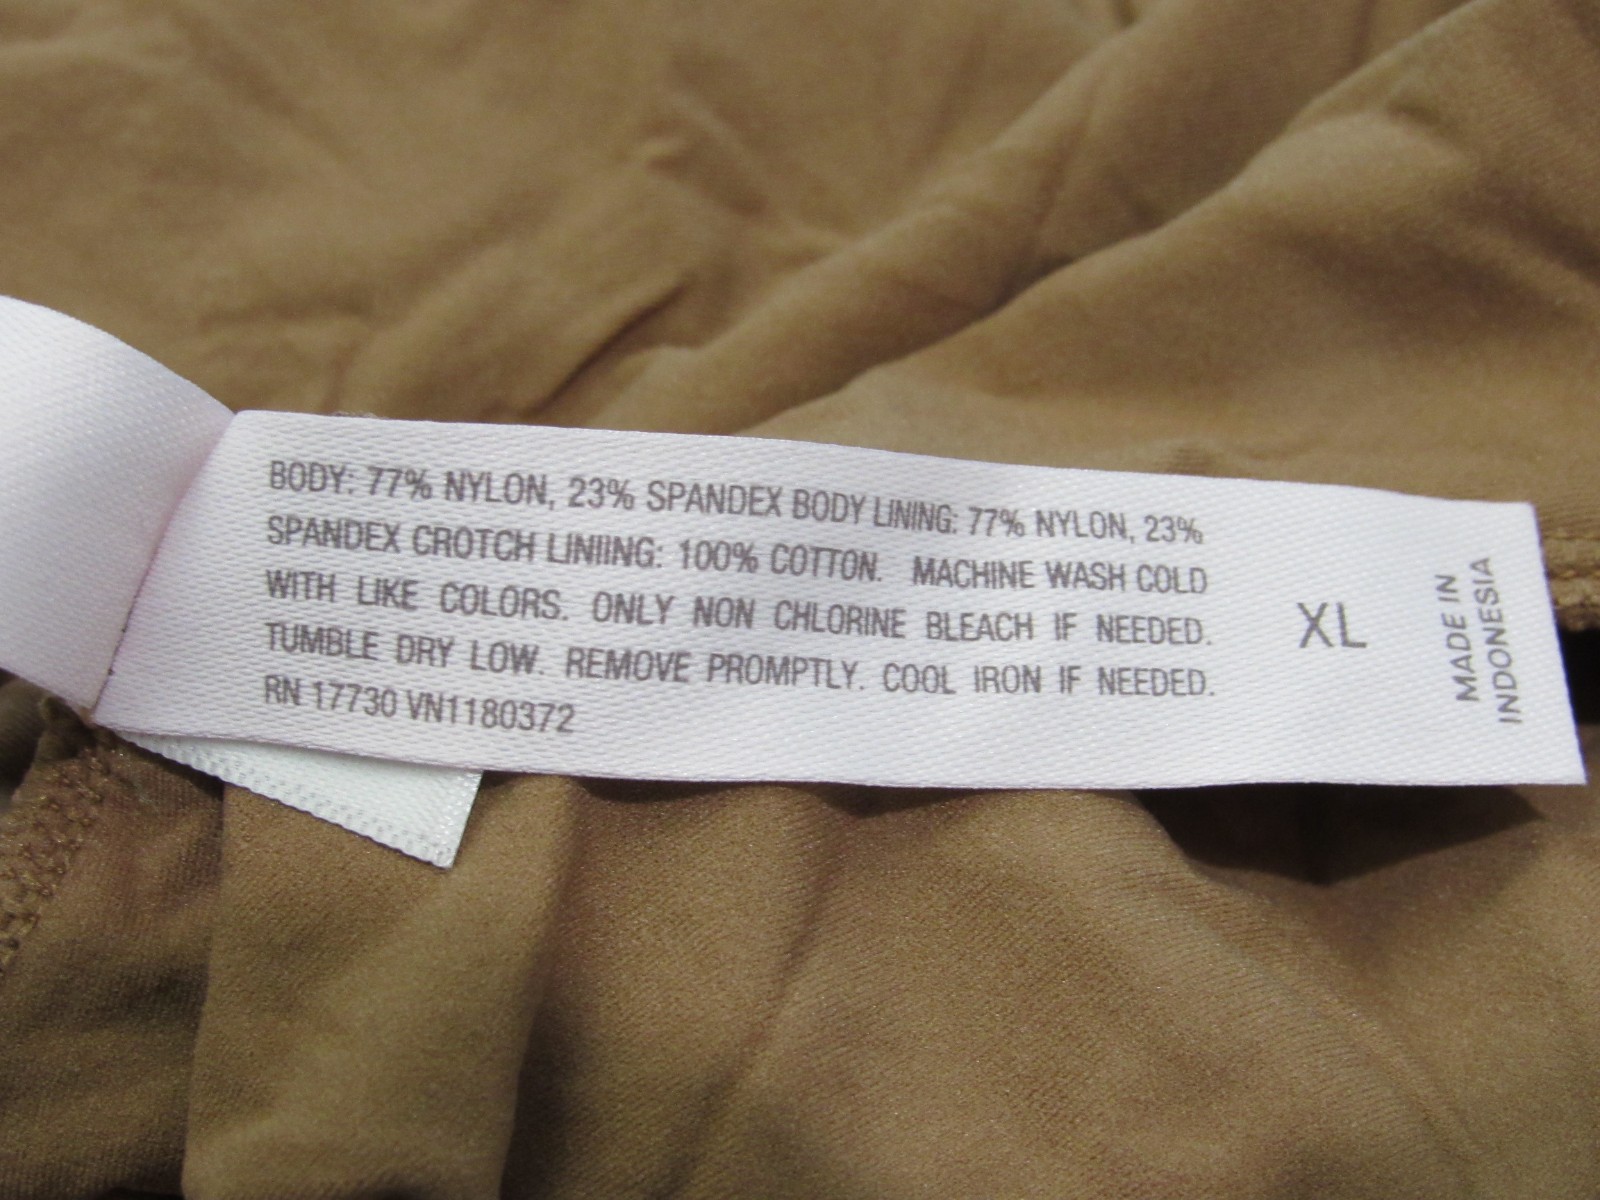 BODY: 77% NYLON, 23% SPANDEX BODY LINING: 77% NYLON, 23%
SPANDEX CROTCH LINIING: 100% COTTON. MACHINE WASH COLD
WITH LIKE COLORS. ONLY NON CHLORINE BLEACH IF NEEDED.
TUMBLE DRY LOW. REMOVE PROMPTLY. COOL IRON IF NEEDED.
RN 17730 VN1180372
XL
MADE IN
INDONESIA